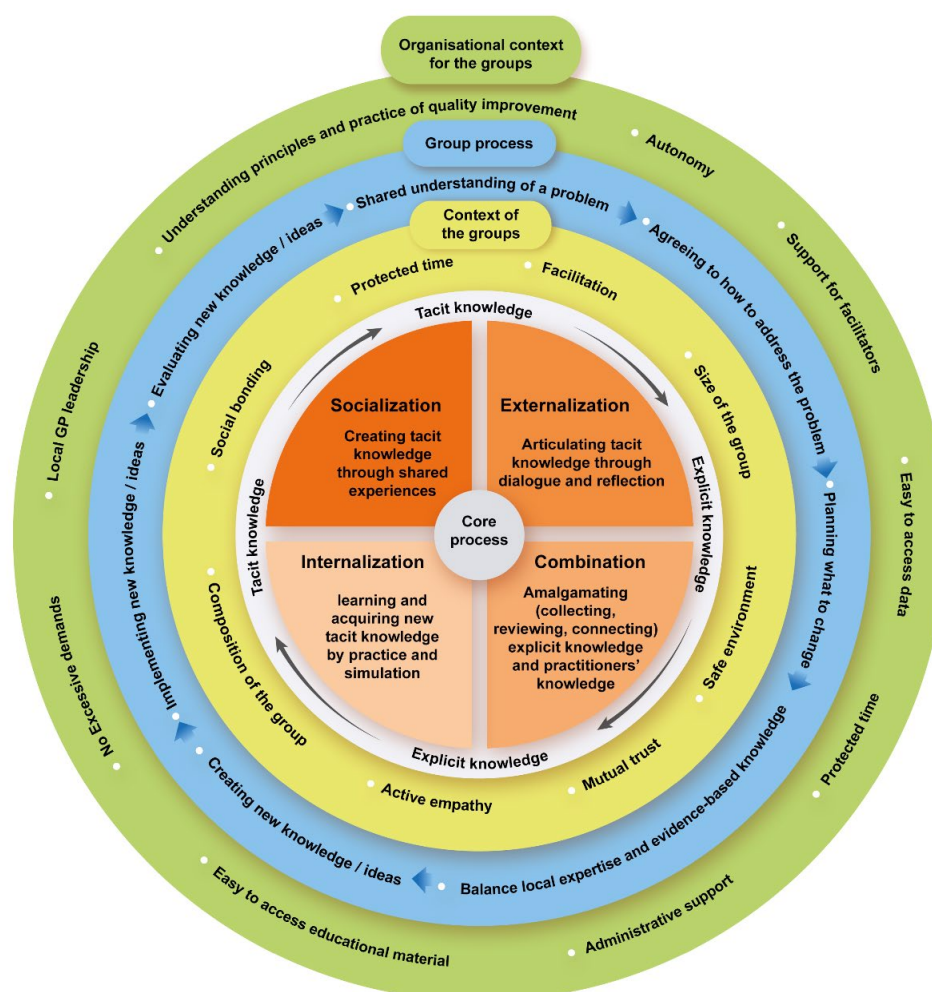 Organisational context
for the groups
Understanding principles and practice of quality improvement
Autonomy
Support for facilitators
Easy to access data
Protected time
Administrative support
Easy to access educational material
No Excessive demands
Local GP leadership
Group process
Shared understanding of a problem
Agreeing to how to address the problem
Planning what to change
Balance local expertise and evidence-based knowledge
Creating new knowledge / ideas
Implementing new knowledge / ideas
Evaluating new knowledge / ideas
Context of
the groups
Protected time
Facilitation
Size of the group
Safe environment
Mutual trust
Active empathy
Composition of the group
Social bonding
Tacit knowledge
Explicit knowledge
Explicit knowledge
Tacit knowledge
Socialization
Creating tacit
knowledge
through shared
experiences
Externalization
Articulating tacit
knowledge through
dialogue and reflection
Core
process
Internalization
learning and
acquiring new
tacit knowledge
by practice and
simulation
Combination
Amalgamating
(collecting,
reviewing, connecting)
explicit knowledge
and practitioners’
knowledge